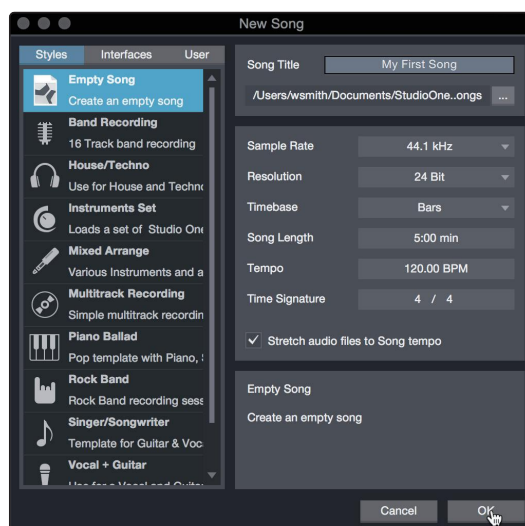 New Song
Styles Interfaces User
Empty Song
Create an empty song
Band Recording
16 Track band recording
House/Techno
Use for House and Techno
Instruments Set
Loads a set of Studio One
Mixed Arrange
Various Instruments and a
Multitrack Recording
Simple multitrack recordin
Piano Ballad
Pop template with Piano,
Rock Band
Rock Band recording sess
Singer/Songwriter
Template for Guitar & Voc
Vocal + Guitar
Song Title My First Song
/Users/wsmith/Documents/StudioOne..ongs ...
Sample Rate 44.1 kHz
Resolution 24 Bit
Timebase Bars
Song Length 5:00 min
Tempo 120.00 BPM
Time Signature 4 / 4
Stretch audio files to Song tempo
Empty Song
Create an empty song
Cancel OK